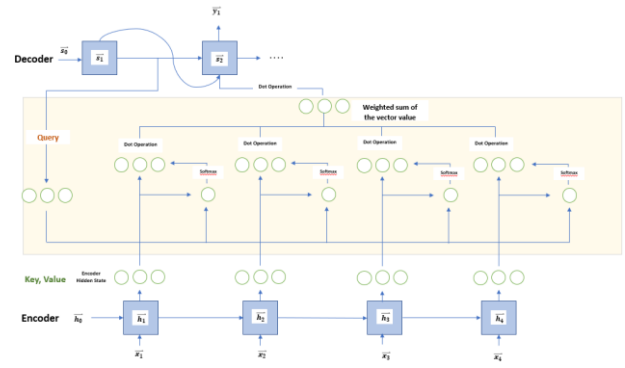 y₁
Decoder s₀ s₁ s₂ ....
Dot Operation
Weighted sum of
the vector value
Query
Dot Operation Dot Operation Dot Operation Dot Operation
Softmax Softmax Softmax Softmax
Key, Value Encoder
Hidden State
Encoder h₀ h₁ h₂ h₃ h₄
x₁ x₂ x₃ x₄